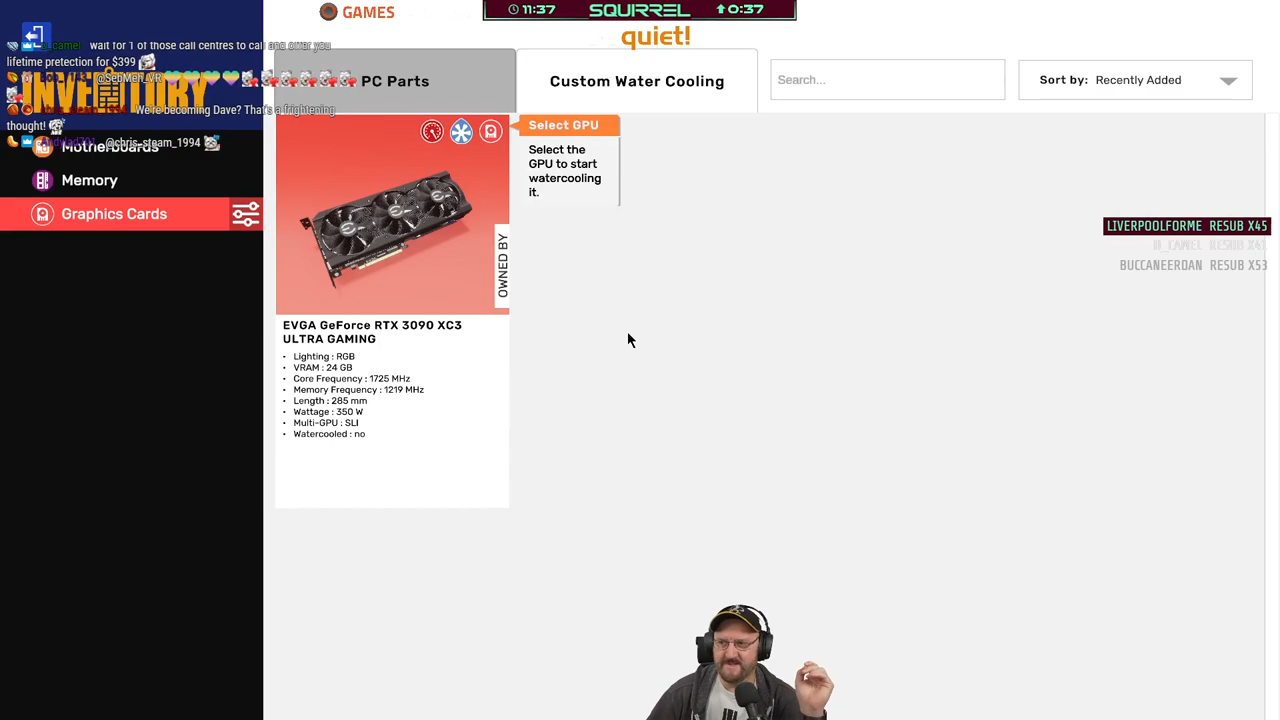 GAMES
11:37 SQUIRREL 0:37
quiet!
wait for 1 of those call centres to call and offer you
lifetime pretection for $399
@SebMeh_VR
We're becoming Dave? That's a frightening
thought!
@chris_steam_1994
INVENTORY
Motherboards
Memory
Graphics Cards
PC Parts
Custom Water Cooling
Search...
Sort by: Recently Added
Select GPU
Select the
GPU to start
watercooling
it.
OWNED BY
EVGA GeForce RTX 3090 XC3
ULTRA GAMING
• Lighting : RGB
• VRAM : 24 GB
• Core Frequency : 1725 MHz
• Memory Frequency : 1219 MHz
• Length : 285 mm
• Wattage : 350 W
• Multi-GPU : SLI
• Watercooled : no
LIVERPOOLFORME RESUB X45
BUCCANEERDAN RESUB X53